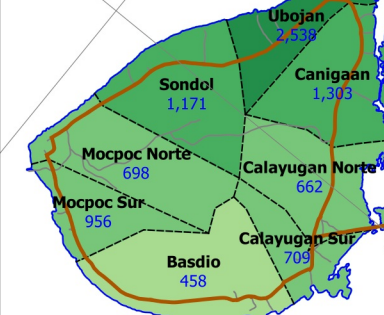 Ubojan
2,538
Canigaan
1,303
Sondol
1,171
Mocpoc Norte
698
Calayugan Norte
662
Mocpoc Sur
956
Calayugan Sur
709
Basdio
458